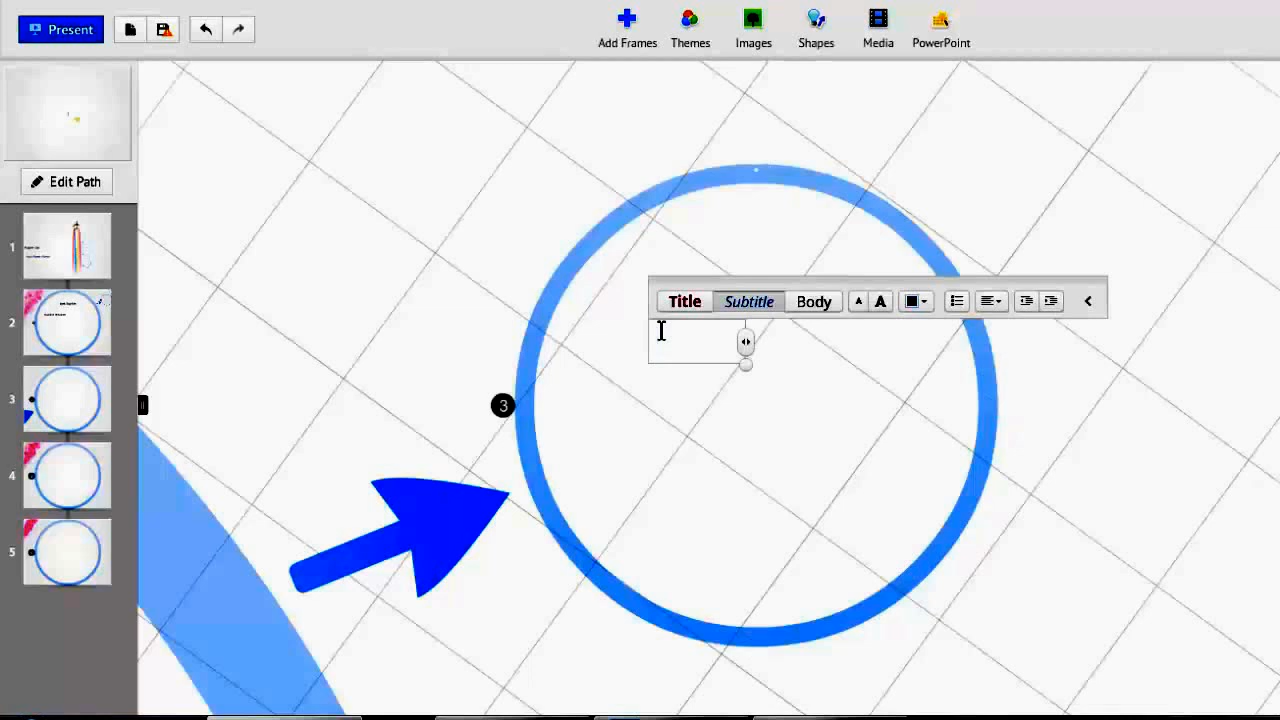 Present
Add Frames
Themes
Images
Shapes
Media
PowerPoint
Edit Path
1
2
3
4
5
Title
Subtitle
Body
A
A
3